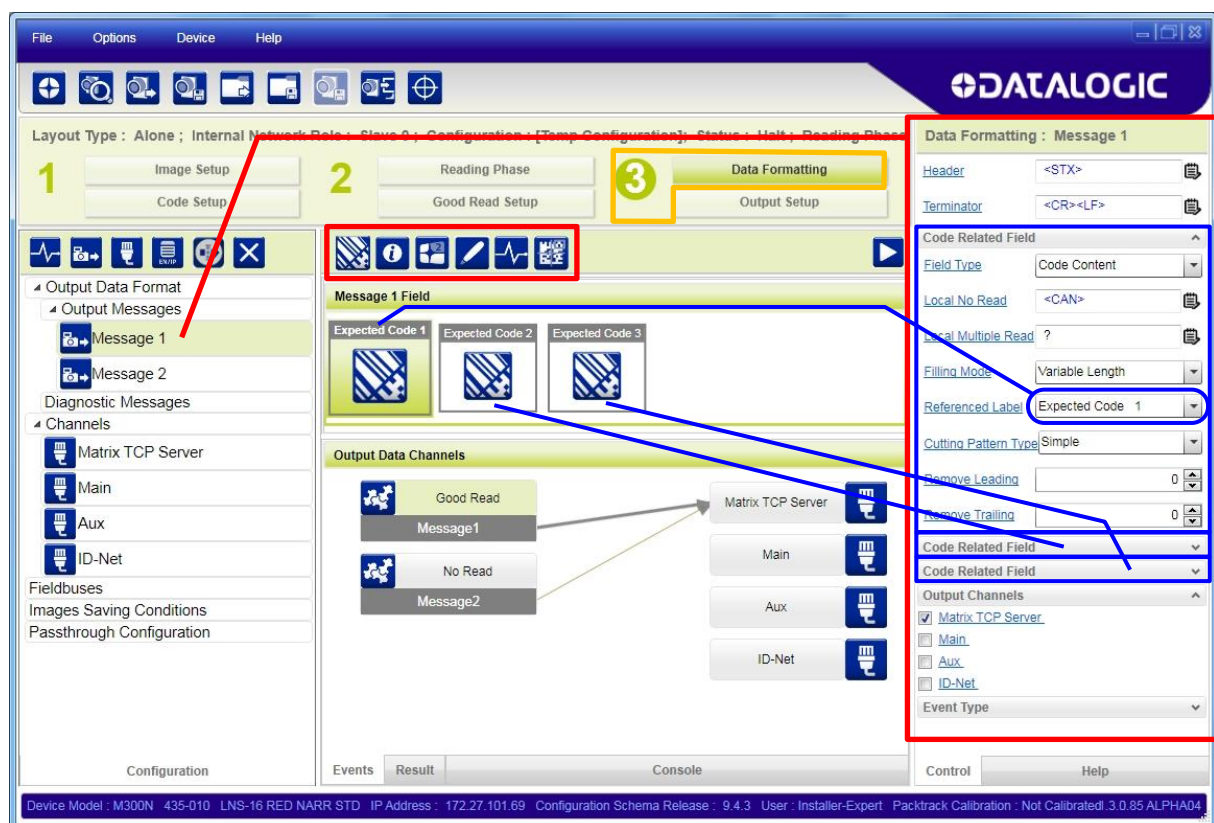 File Options Device Help
DATALOGIC
Layout Type : Alone ; Internal Network Role : Slave 0 ; Configuration : [Temp Configuration]; Status : Halt ; Reading Phase
1
Image Setup
Code Setup
2
Reading Phase
Good Read Setup
3
Data Formatting
Output Setup
EN/IP
Output Data Format
Output Messages
Message 1
Message 2
Diagnostic Messages
Channels
Matrix TCP Server
Main
Aux
ID-Net
Fieldbuses
Images Saving Conditions
Passthrough Configuration
Configuration
Message 1 Field
Expected Code 1 Expected Code 2 Expected Code 3
Output Data Channels
Good Read
Message1
No Read
Message2
Matrix TCP Server
Main
Aux
ID-Net
Events Result Console
Data Formatting : Message 1
Header <STX>
Terminator <CR><LF>
Code Related Field
Field Type Code Content
Local No Read <CAN>
Local Multiple Read ?
Filling Mode Variable Length
Referenced Label Expected Code 1
Cutting Pattern Type Simple
Remove Leading 0
Remove Trailing 0
Code Related Field
Code Related Field
Output Channels
Matrix TCP Server
Main
Aux
ID-Net
Event Type
Control Help
Device Model : M300N 435-010 LNS-16 RED NARR STD IP Address : 172.27.101.69 Configuration Schema Release : 9.4.3 User : Installer-Expert Packtrack Calibration : Not Calibrated.3.0.85 ALPHA04